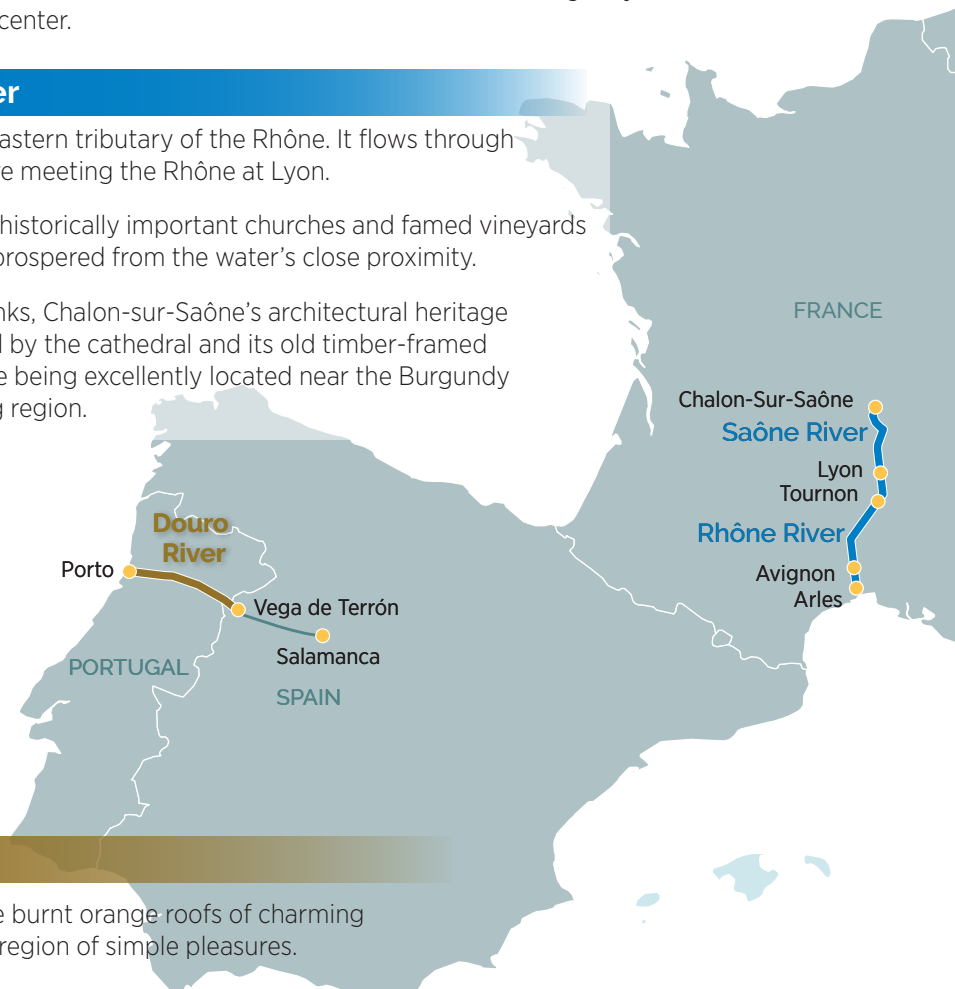 center.
er
astern tributary of the Rhône. It flows through
e meeting the Rhône at Lyon.
historically important churches and famed vineyards
prospered from the water’s close proximity.
nks, Chalon-sur-Saône’s architectural heritage
l by the cathedral and its old timber-framed
e being excellently located near the Burgundy
g region.
FRANCE
Chalon-Sur-Saône
Saône River
Lyon
Tournon
Rhône River
Avignon
Arles
Douro
River
Porto
Vega de Terrón
Salamanca
PORTUGAL
SPAIN
e burnt orange roofs of charming
region of simple pleasures.